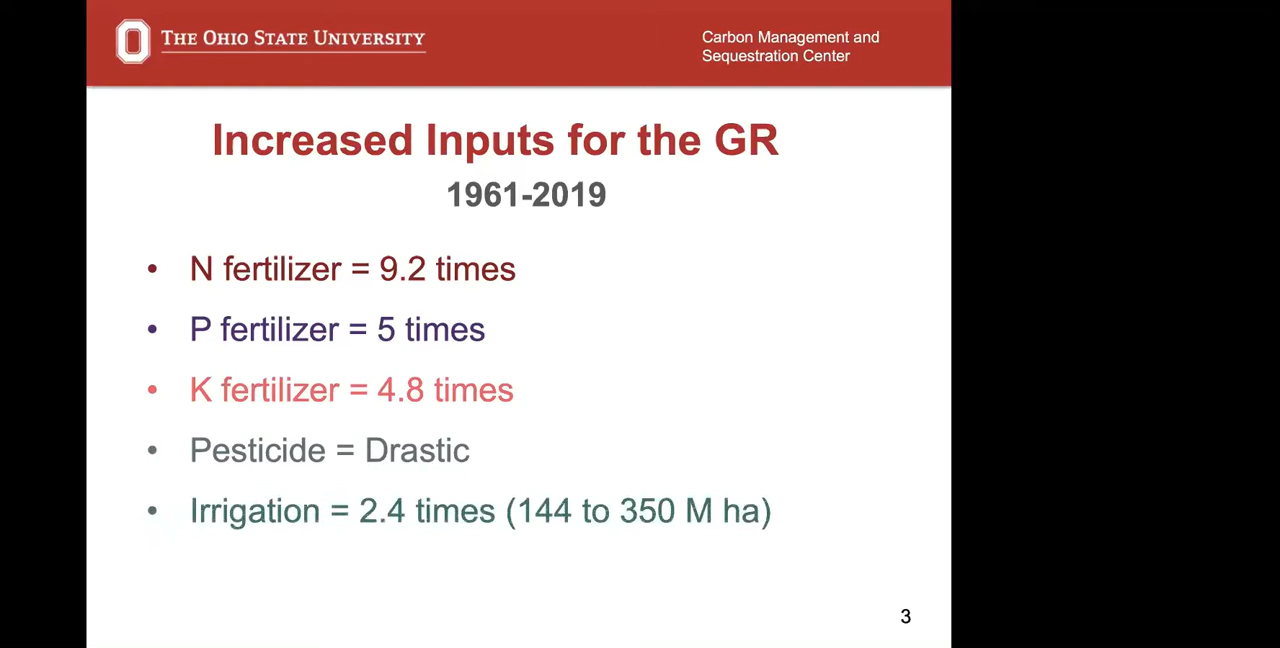 THE OHIO STATE UNIVERSITY
Carbon Management and
Sequestration Center
Increased Inputs for the GR
1961-2019
• N fertilizer = 9.2 times
• P fertilizer = 5 times
• K fertilizer = 4.8 times
• Pesticide = Drastic
• Irrigation = 2.4 times (144 to 350 M ha)
3